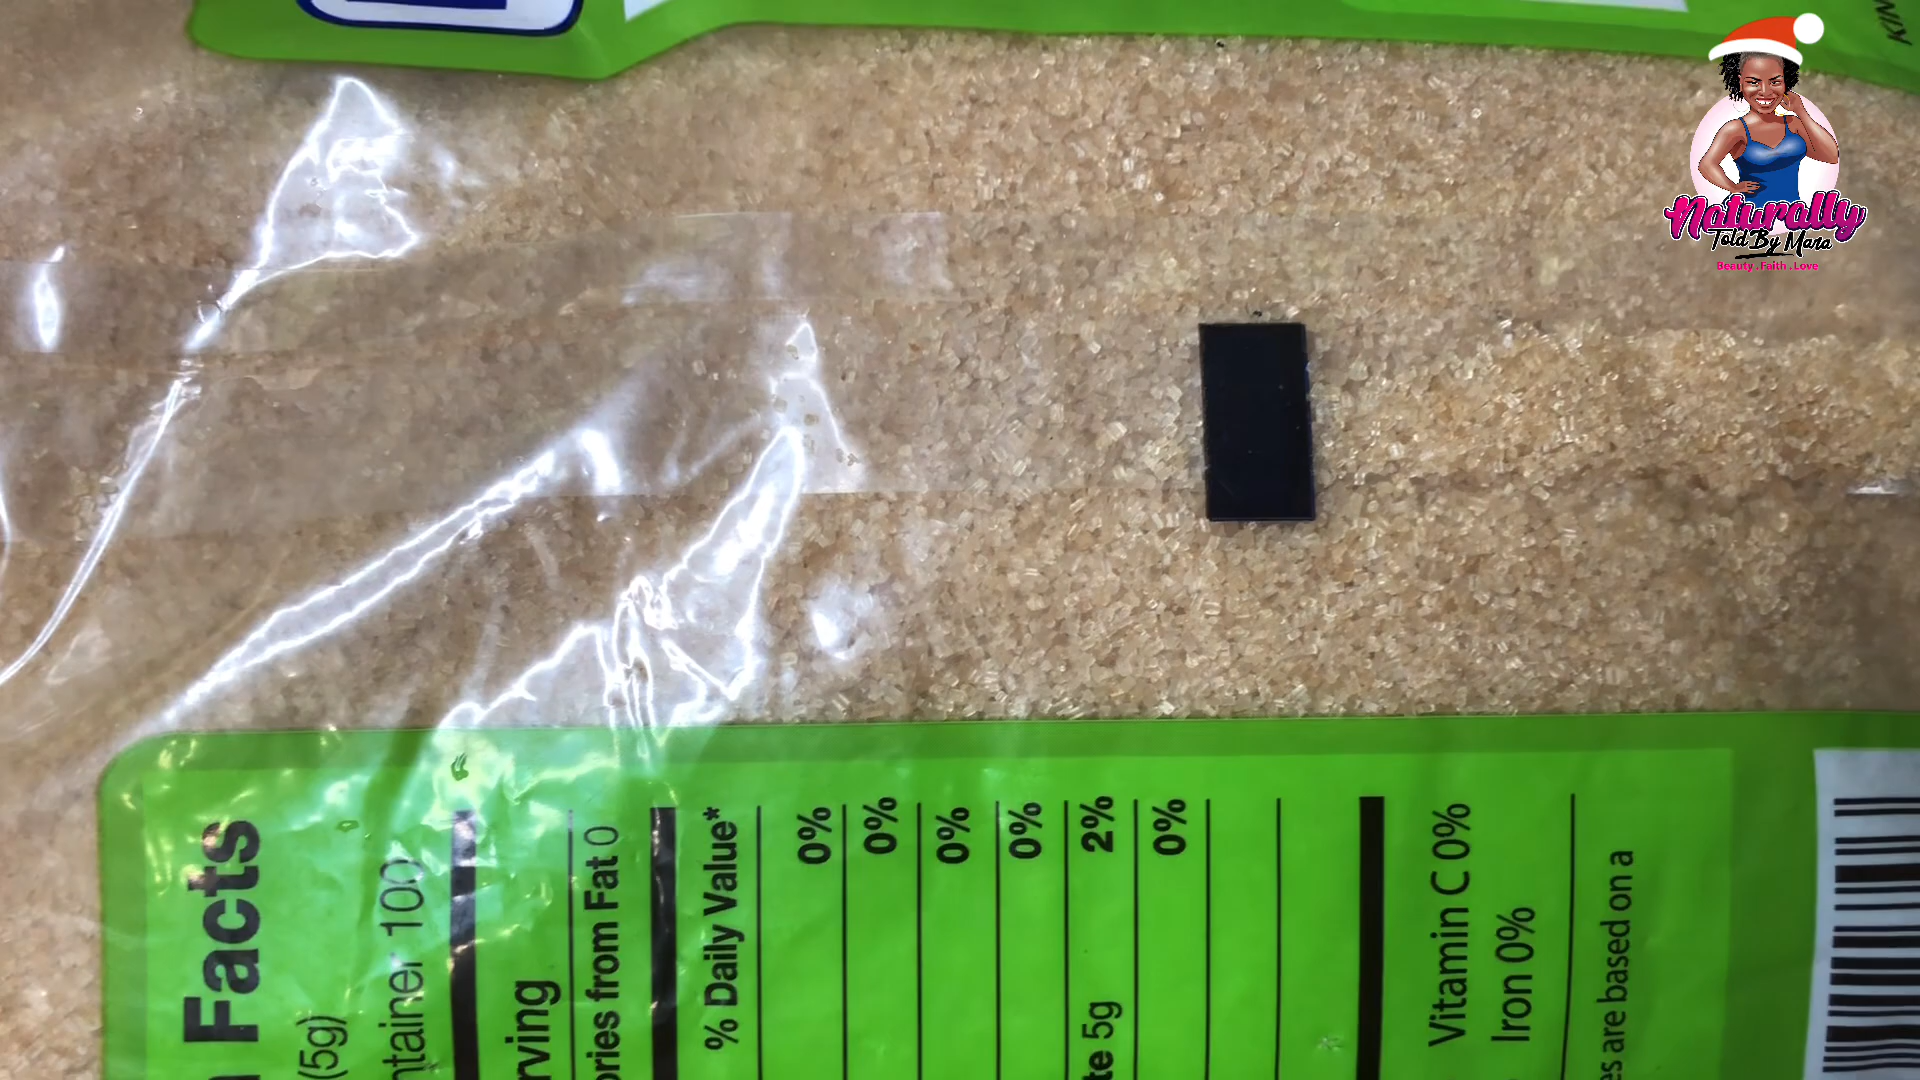 KIN
Naturally
Told By Mara
Beauty . Faith . Love
Facts
(5g)
ntainer 100
rving
ories from Fat 0
% Daily Value*
0%
0%
0%
0%
te 5g 2%
0%
Vitamin C 0%
Iron 0%
es are based on a